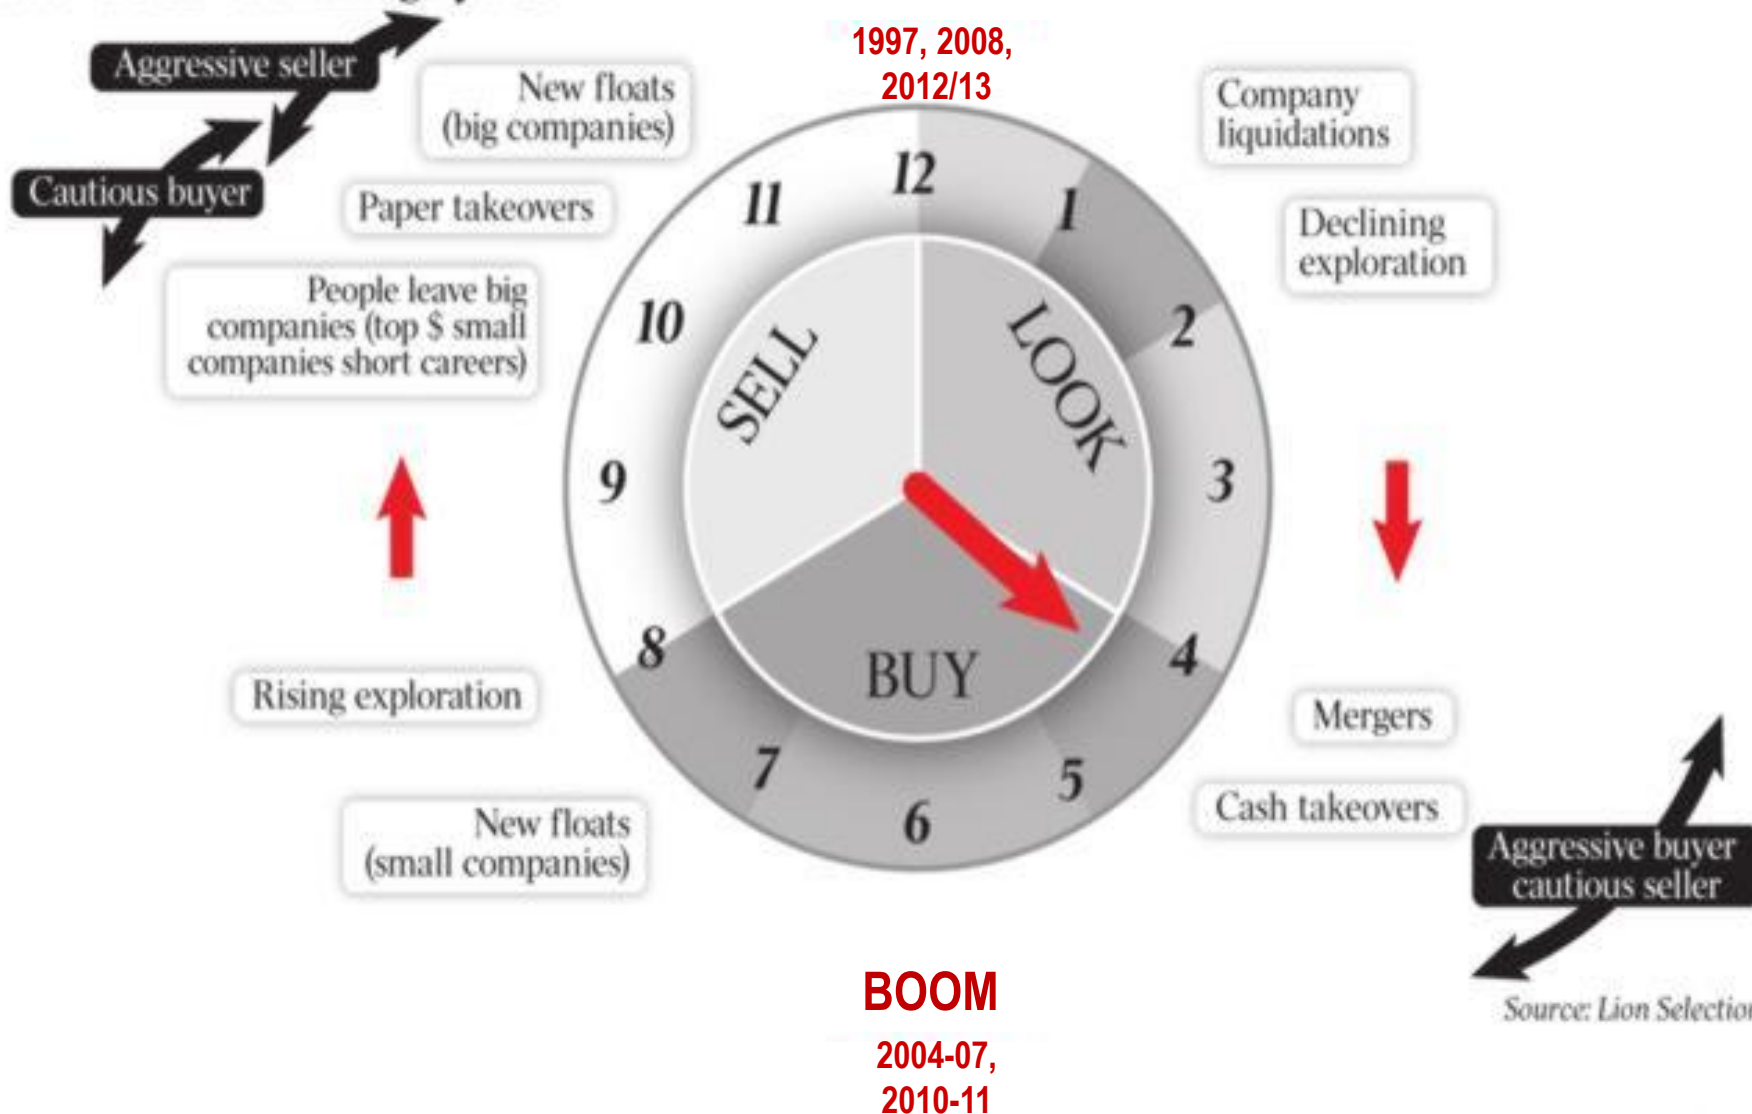 Aggressive seller
Cautious buyer
New floats
(big companies)
Paper takeovers
People leave big
companies (top $ small
companies short careers)
Rising exploration
New floats
(small companies)
1997, 2008,
2012/13
12
1
2
3
4
5
6
7
8
9
10
11
SELL
LOOK
BUY
Company
liquidations
Declining
exploration
Mergers
Cash takeovers
Aggressive buyer
cautious seller
Source: Lion Selection
BOOM
2004-07,
2010-11